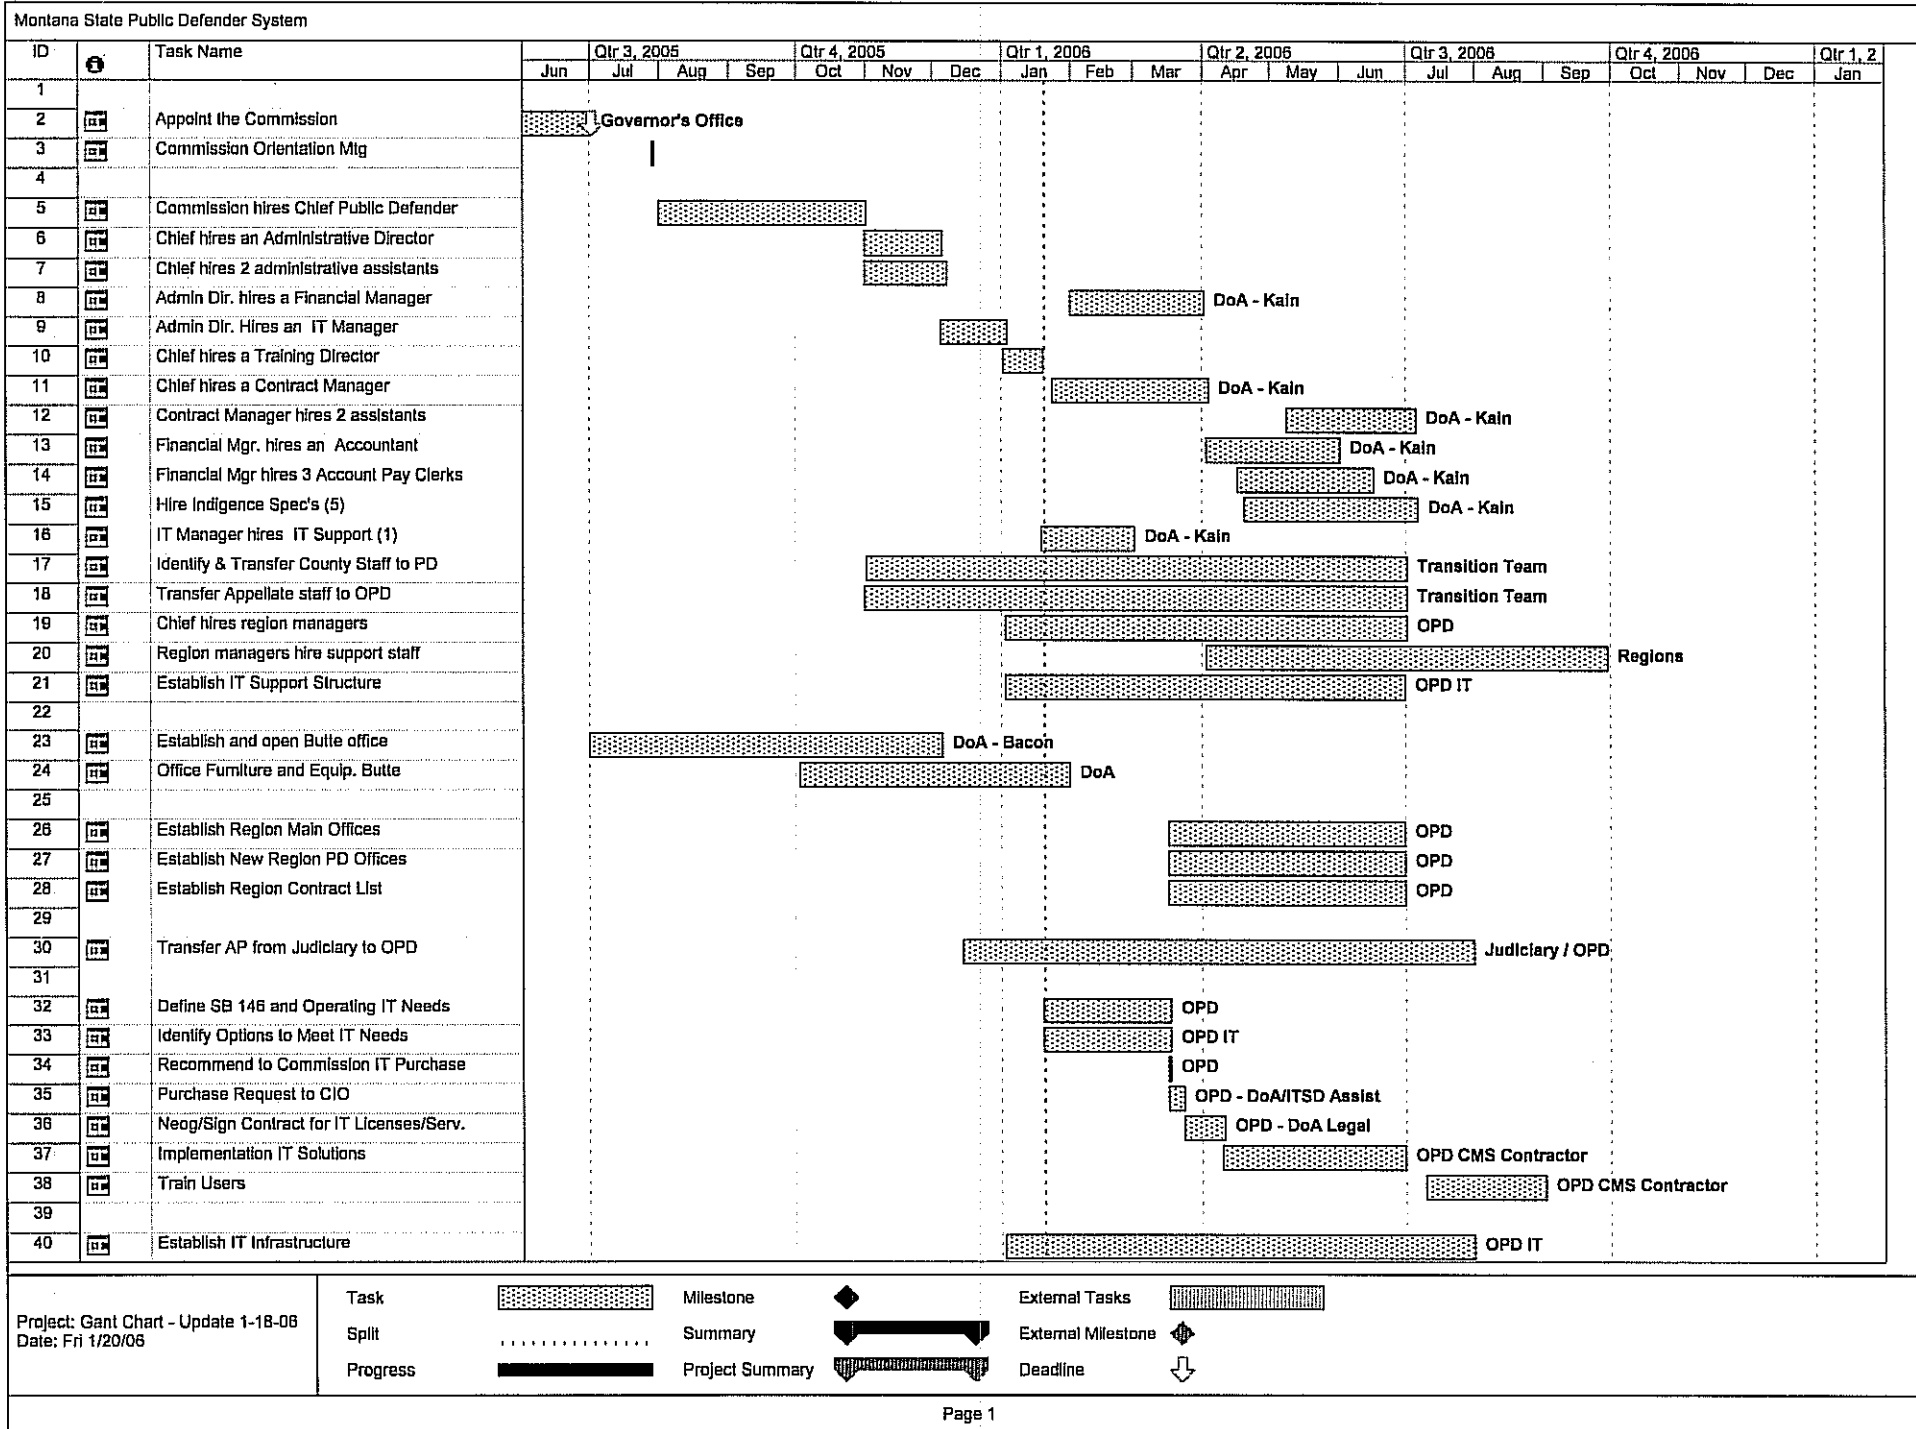 Montana State Public Defender System
ID Task Name Qtr 3, 2005 Qtr 4, 2005 Qtr 1, 2006 Qtr 2, 2006 Qtr 3, 2006 Qtr 4, 2006 Qtr 1, 2
Jun Jul Aug Sep Oct Nov Dec Jan Feb Mar Apr May Jun Jul Aug Sep Oct Nov Dec Jan
1
2 Appoint the Commission Governor's Office
3 Commission Orientation Mtg
4
5 Commission hires Chief Public Defender
6 Chief hires an Administrative Director
7 Chief hires 2 administrative assistants
8 Admin Dir. hires a Financial Manager DoA - Kain
9 Admin Dir. Hires an IT Manager
10 Chief hires a Training Director
11 Chief hires a Contract Manager DoA - Kain
12 Contract Manager hires 2 assistants DoA - Kain
13 Financial Mgr. hires an Accountant DoA - Kain
14 Financial Mgr hires 3 Account Pay Clerks DoA - Kain
15 Hire Indigence Spec's (5) DoA - Kain
16 IT Manager hires IT Support (1) DoA - Kain
17 Identify & Transfer County Staff to PD Transition Team
18 Transfer Appellate staff to OPD Transition Team
19 Chief hires region managers OPD
20 Region managers hire support staff Regions
21 Establish IT Support Structure OPD IT
22
23 Establish and open Butte office DoA - Bacon
24 Office Furniture and Equip. Butte DoA
25
26 Establish Region Main Offices OPD
27 Establish New Region PD Offices OPD
28 Establish Region Contract List OPD
29
30 Transfer AP from Judiciary to OPD Judiciary / OPD
31
32 Define SB 146 and Operating IT Needs OPD
33 Identify Options to Meet IT Needs OPD IT
34 Recommend to Commission IT Purchase OPD
35 Purchase Request to CIO OPD - DoA/ITSD Assist
36 Neog/Sign Contract for IT Licenses/Serv. OPD - DoA Legal
37 Implementation IT Solutions OPD CMS Contractor
38 Train Users OPD CMS Contractor
39
40 Establish IT Infrastructure OPD IT
Project: Gant Chart - Update 1-18-06
Date: Fri 1/20/06
Task Milestone External Tasks
Split Summary External Milestone
Progress Project Summary Deadline
Page 1